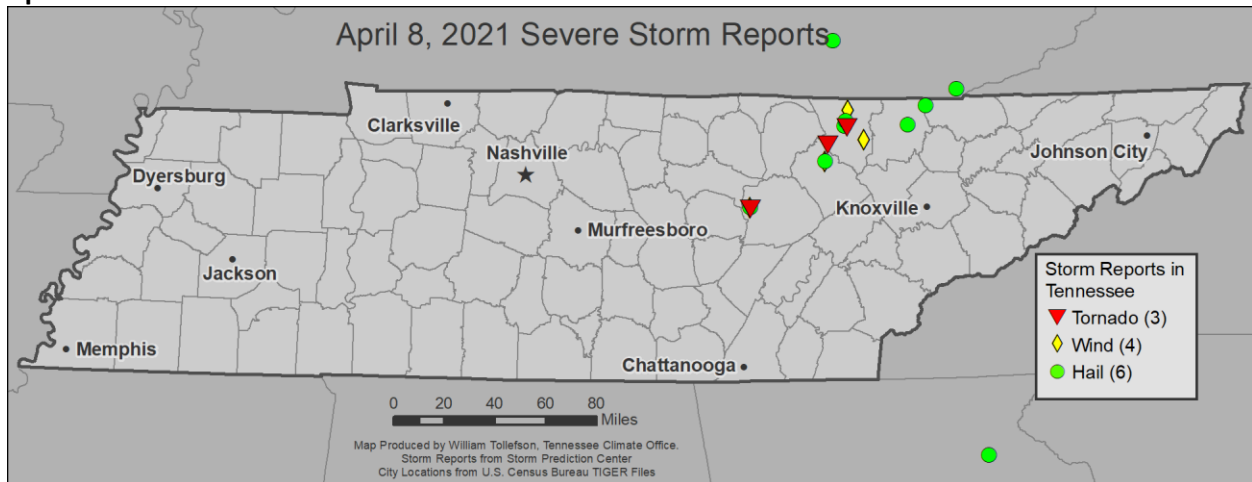 April 8, 2021 Severe Storm Reports
Clarksville
Nashville
Dyersburg
Johnson City
Knoxville
Murfreesboro
Jackson
Storm Reports in
Tennessee
Tornado (3)
Wind (4)
Hail (6)
Memphis
Chattanooga
0 20 40 60 80
Miles
Map Produced by William Tollefson, Tennessee Climate Office.
Storm Reports from Storm Prediction Center
City Locations from U.S. Census Bureau TIGER Files